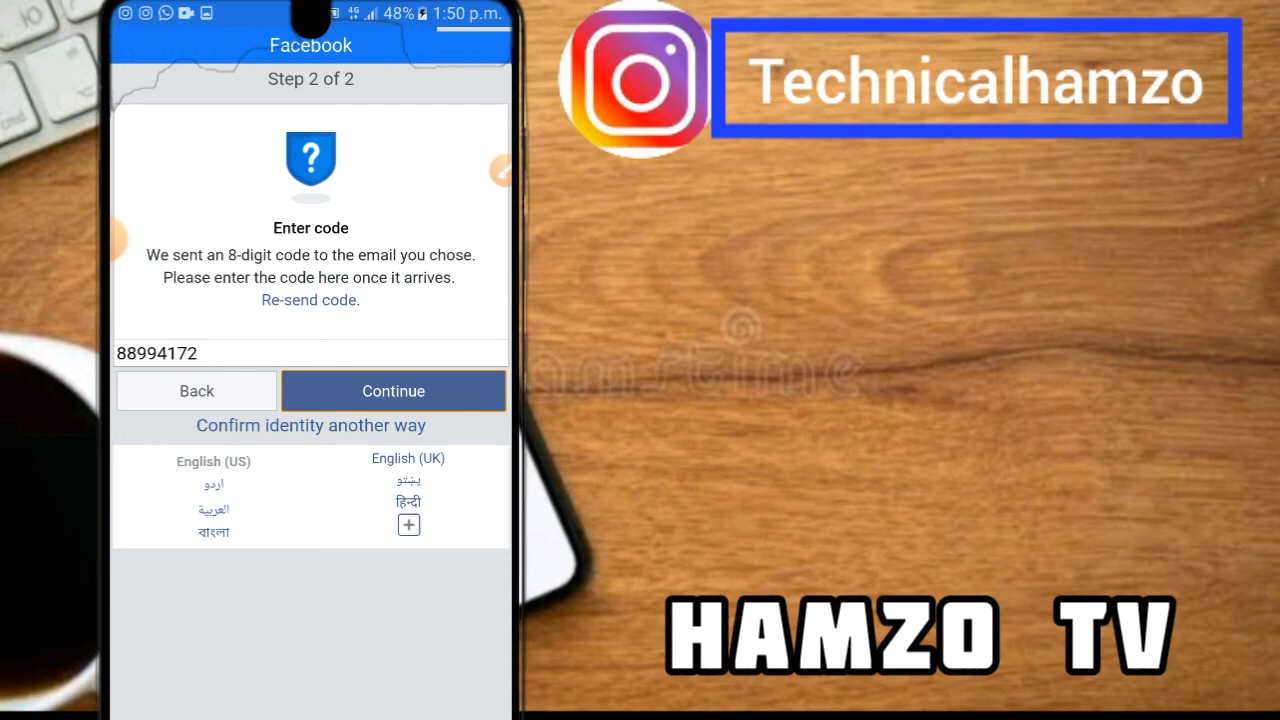 48% 1:50 p.m.
Facebook
Step 2 of 2
?
Enter code
We sent an 8-digit code to the email you chose.
Please enter the code here once it arrives.
Re-send code.
88994172
Back
Continue
Confirm identity another way
English (US)
English (UK)
اردو
پښتو
العربية
हिन्दी
বাংলা
Technicalhamzo
HAMZO TV